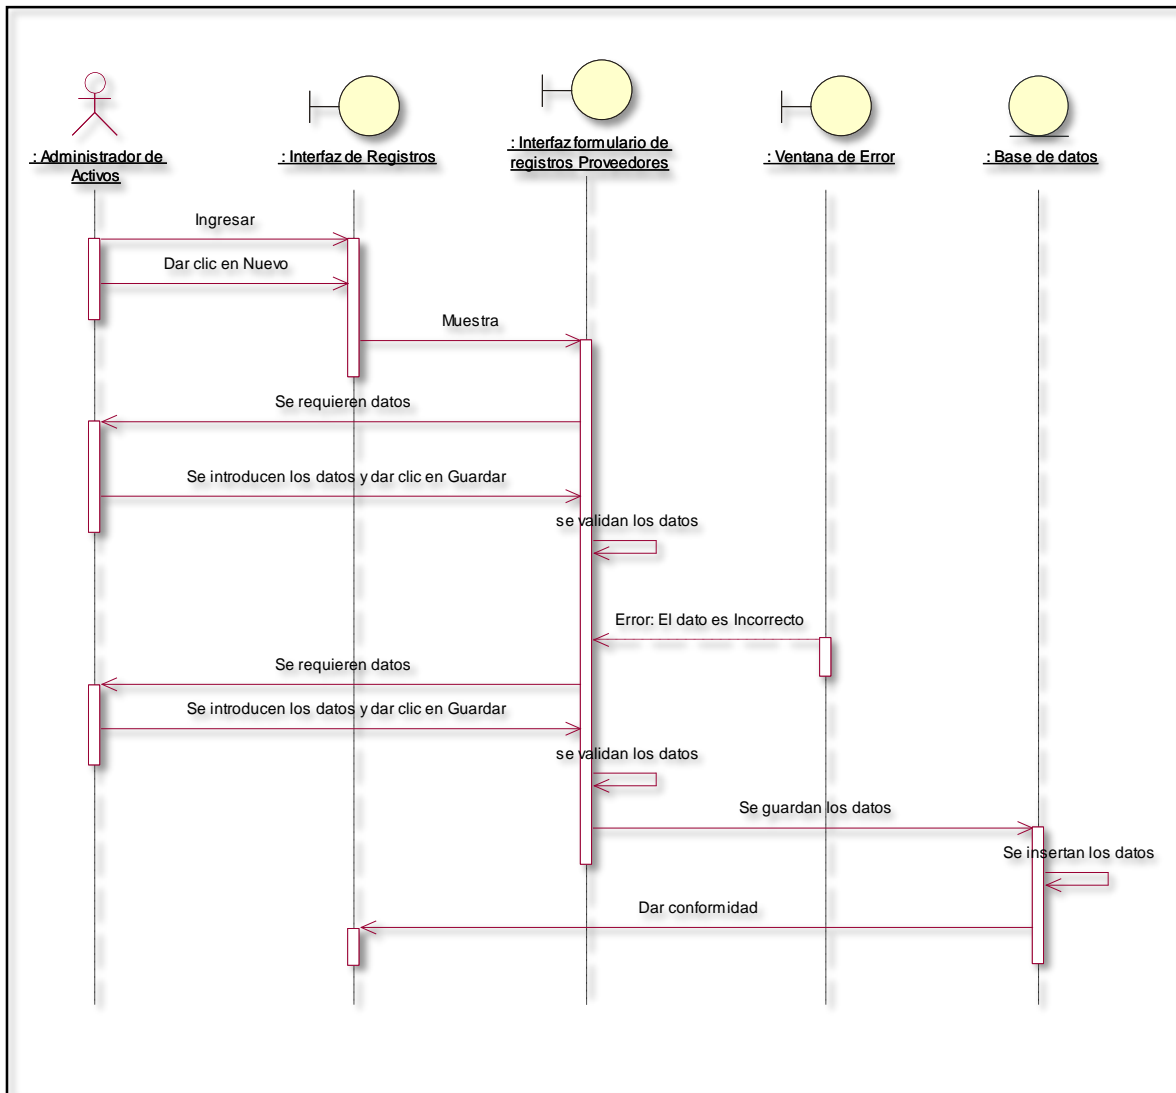 : Administrador de
Activos
: Interfaz de Registros
: Interfaz formulario de
registros Proveedores
: Ventana de Error
: Base de datos
Ingresar
Dar clic en Nuevo
Muestra
Se requieren datos
Se introducen los datos y dar clic en Guardar
se validan los datos
Error: El dato es Incorrecto
Se requieren datos
Se introducen los datos y dar clic en Guardar
se validan los datos
Se guardan los datos
Se insertan los datos
Dar conformidad